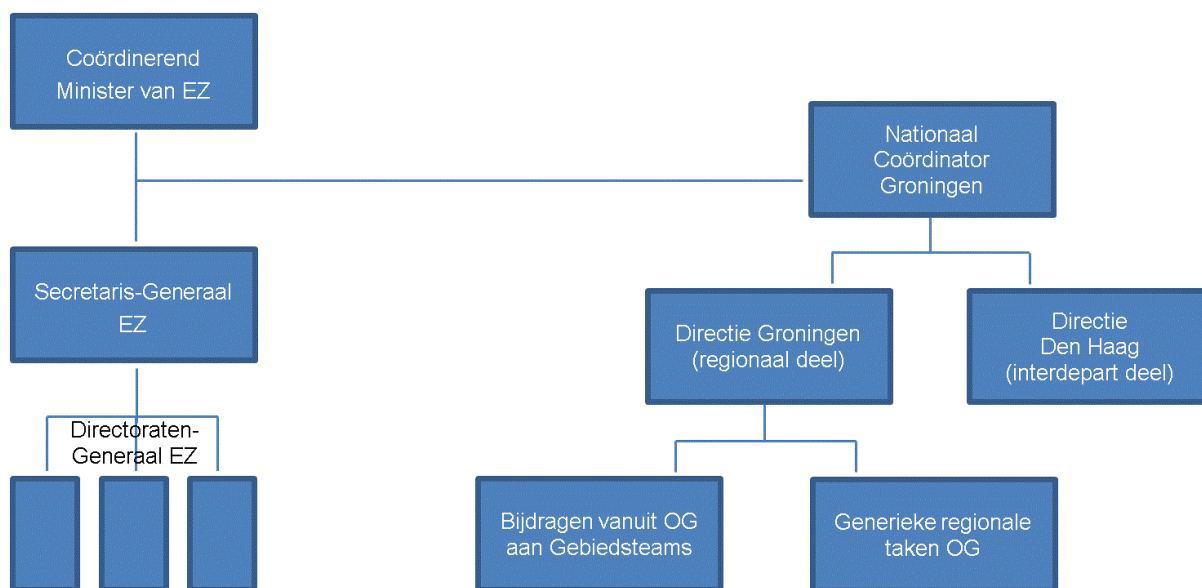 Coördinerend
Minister van EZ
Nationaal
Coördinator
Groningen
Secretaris-Generaal
EZ
Directie Groningen
(regionaal deel)
Directie
Den Haag
(interdepart deel)
Directoraten-
Generaal EZ
Bijdragen vanuit OG
aan Gebiedsteams
Generieke regionale
taken OG